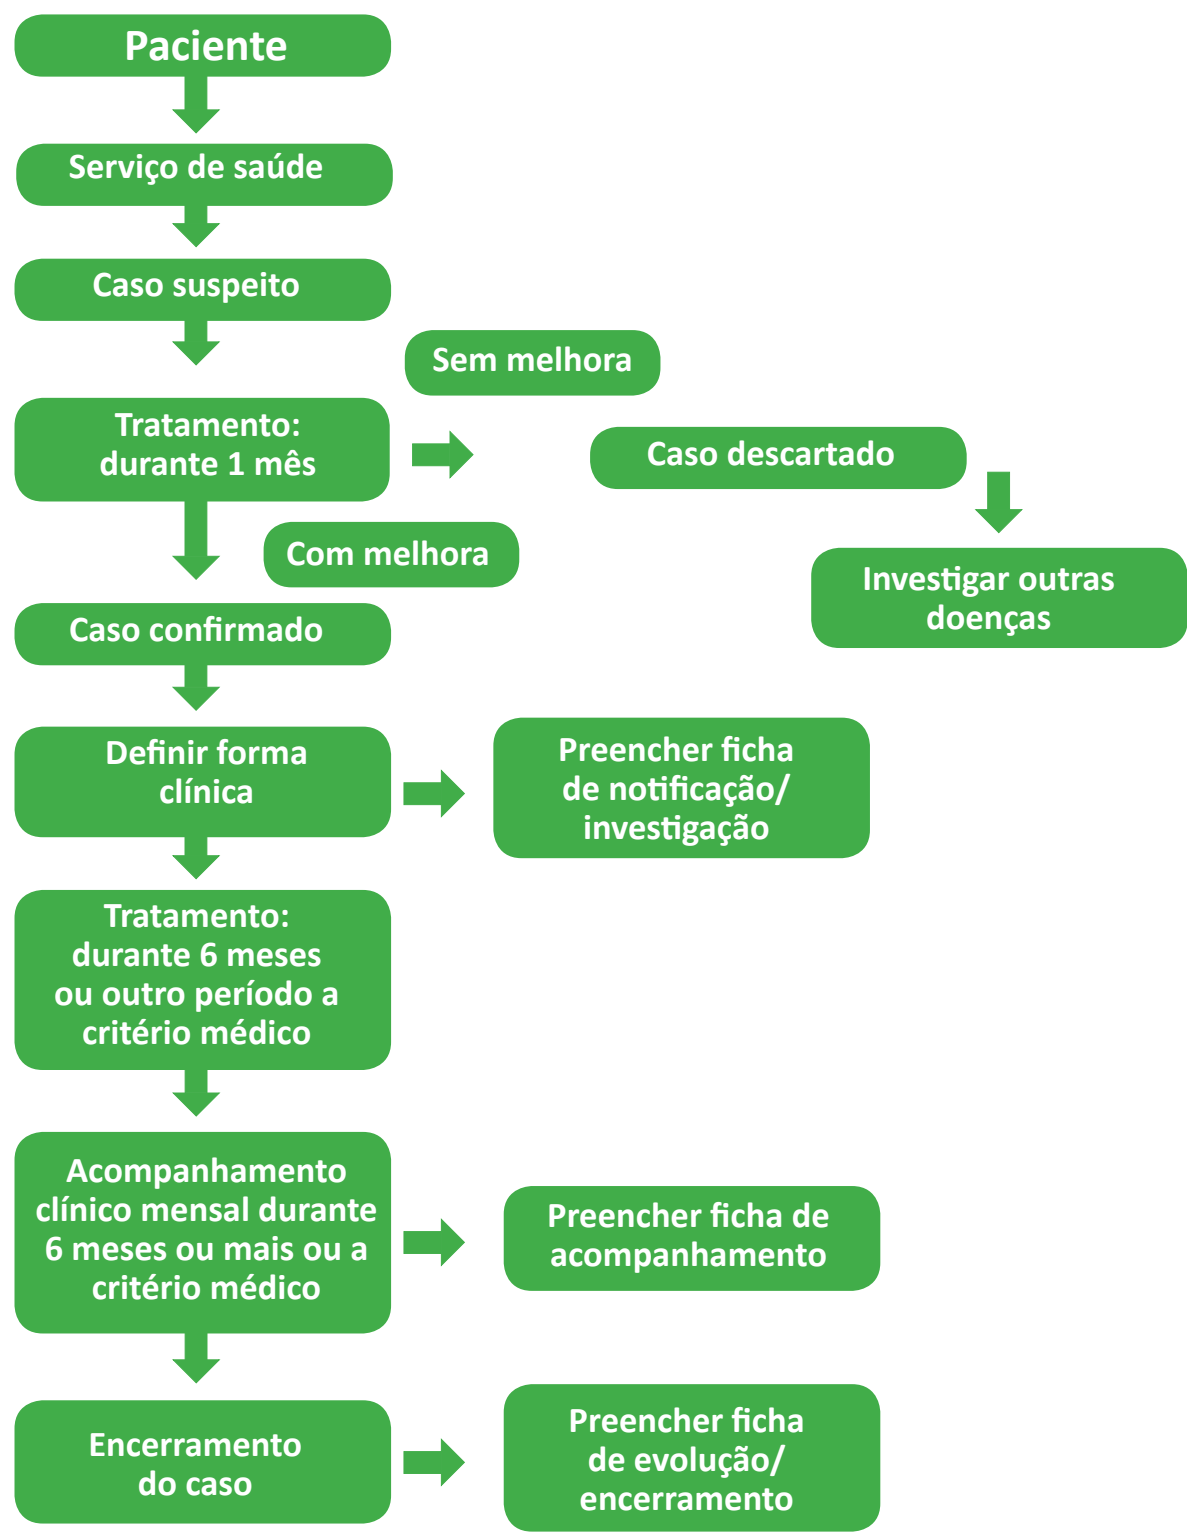 Paciente
Serviço de saúde
Caso suspeito
Sem melhora
Tratamento:
durante 1 mês
Caso descartado
Com melhora
Investigar outras
doenças
Caso confirmado
Definir forma
clínica
Preencher ficha
de notificação/
investigação
Tratamento:
durante 6 meses
ou outro período a
critério médico
Acompanhamento
clínico mensal durante
6 meses ou mais ou a
critério médico
Preencher ficha de
acompanhamento
Encerramento
do caso
Preencher ficha
de evolução/
encerramento